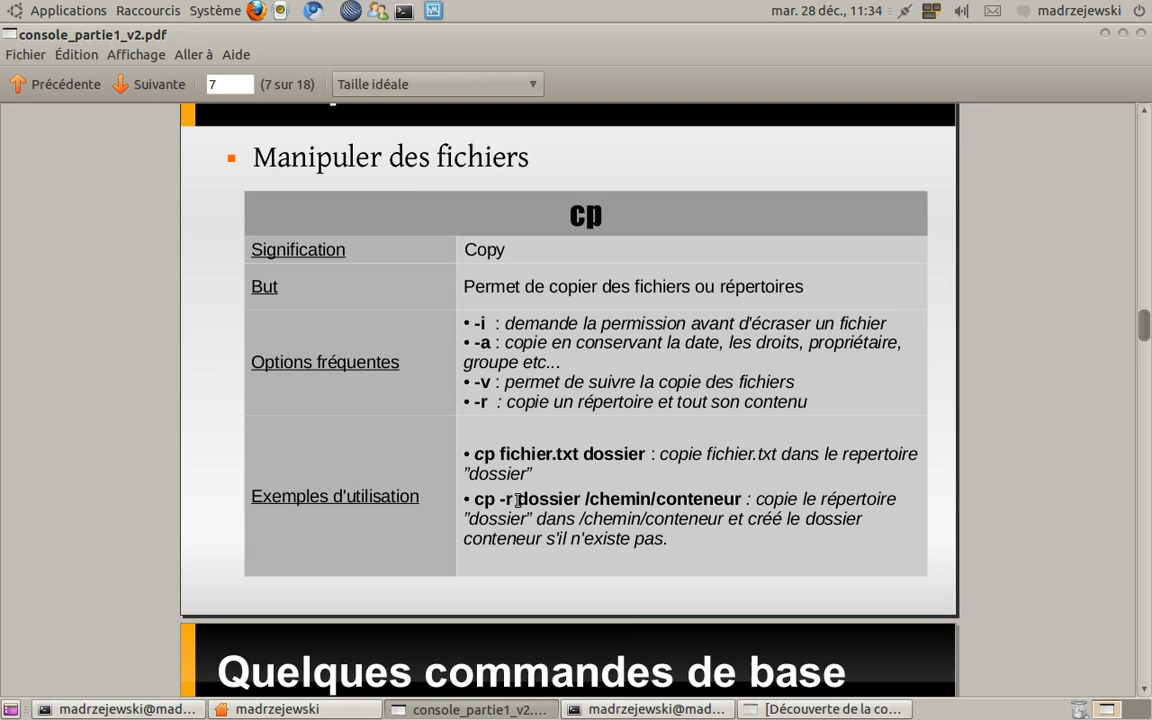 Applications Raccourcis Système mar. 28 déc., 11:34 madrzejewski
console_partie1_v2.pdf
Fichier Édition Affichage Aller à Aide
Précédente Suivante 7 (7 sur 18) Taille idéale
Manipuler des fichiers
cp
Signification Copy
But Permet de copier des fichiers ou répertoires
Options fréquentes
• -i : demande la permission avant d'écraser un fichier
• -a : copie en conservant la date, les droits, propriétaire,
groupe etc...
• -v : permet de suivre la copie des fichiers
• -r : copie un répertoire et tout son contenu
Exemples d'utilisation
• cp fichier.txt dossier : copie fichier.txt dans le repertoire
”dossier”
• cp -r dossier /chemin/conteneur : copie le répertoire
”dossier” dans /chemin/conteneur et créé le dossier
conteneur s'il n'existe pas.
Quelques commandes de base
madrzejewski@mad... madrzejewski console_partie1_v2.... madrzejewski@mad... [Découverte de la co...